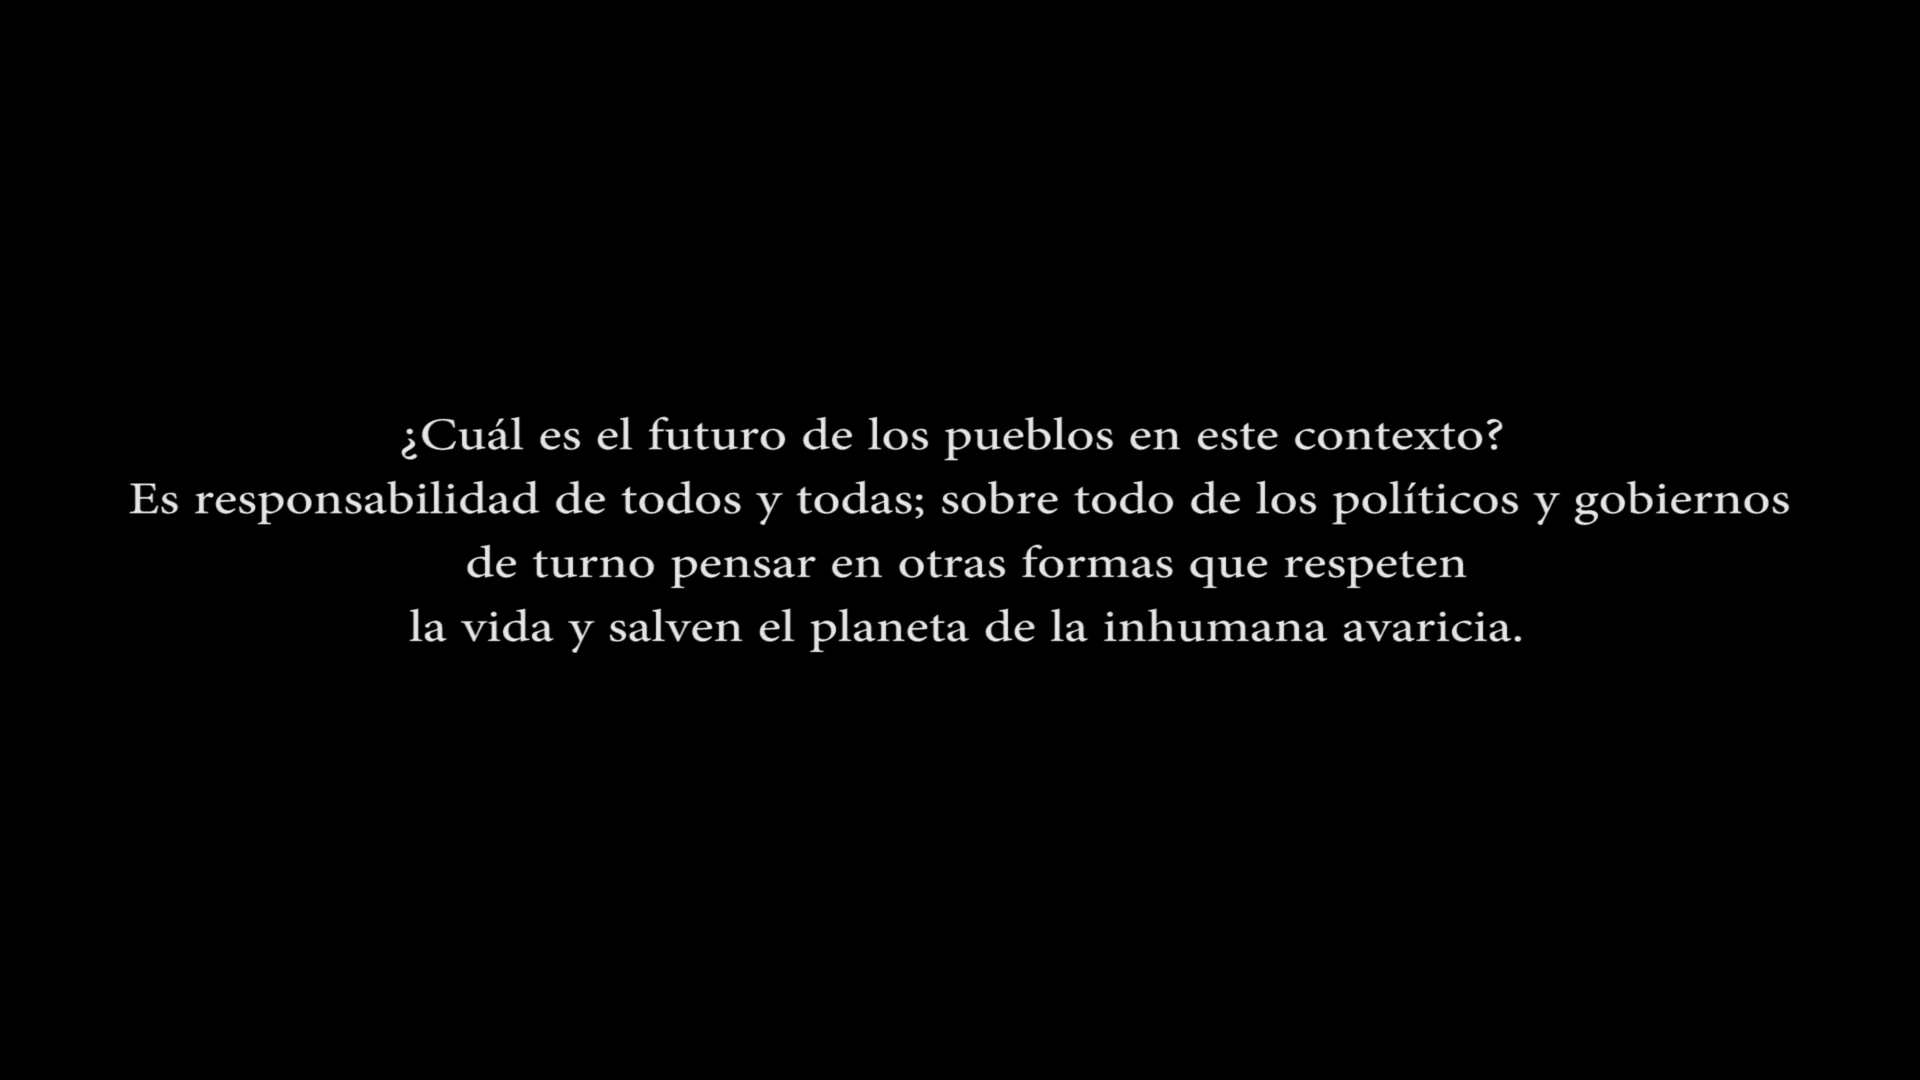 ¿Cuál es el futuro de los pueblos en este contexto?
Es responsabilidad de todos y todas; sobre todo de los políticos y gobiernos
de turno pensar en otras formas que respeten
la vida y salven el planeta de la inhumana avaricia.